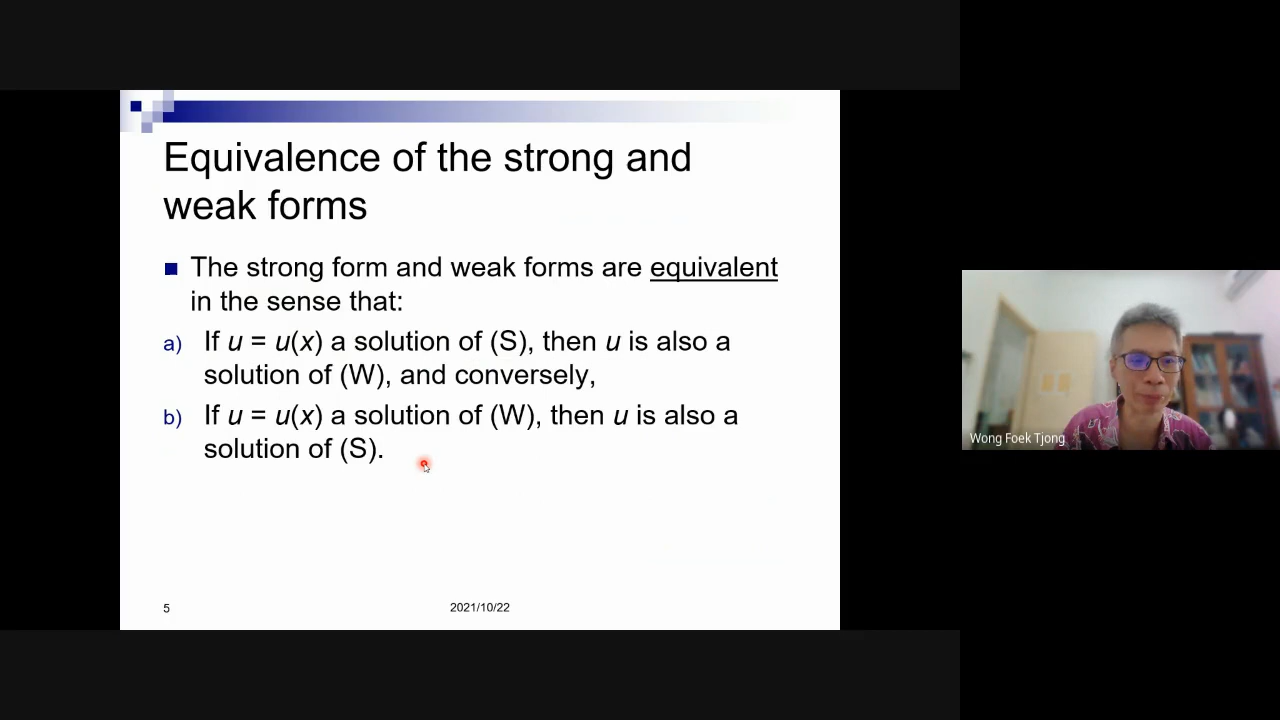 Equivalence of the strong and
weak forms
The strong form and weak forms are equivalent
in the sense that:
a) If u = u(x) a solution of (S), then u is also a
solution of (W), and conversely,
b) If u = u(x) a solution of (W), then u is also a
solution of (S).
5
2021/10/22
Wong Foek Tjong